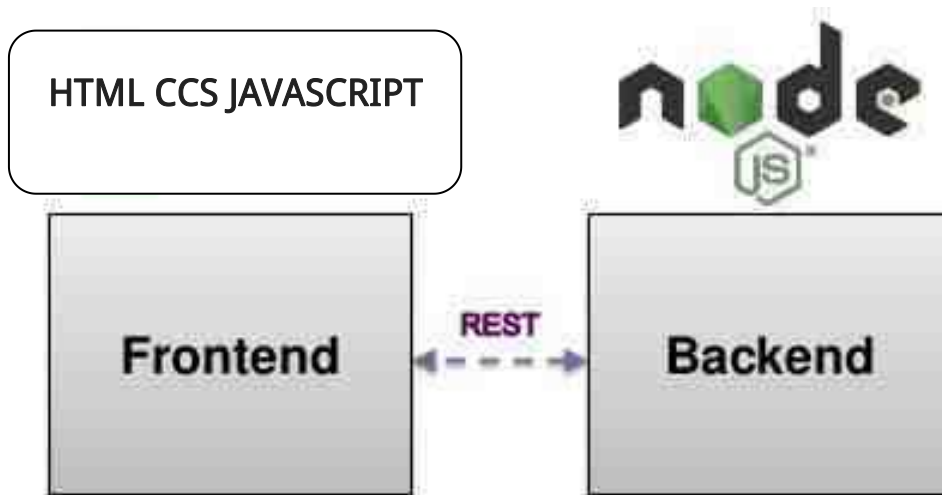 HTML CCS JAVASCRIPT
node
JS
Frontend
REST
Backend